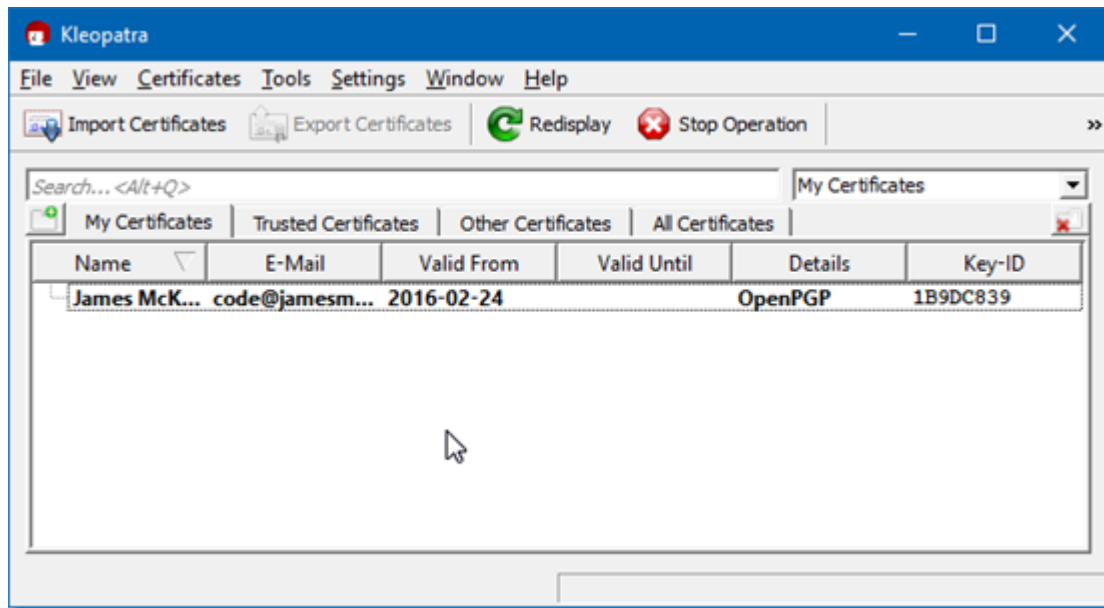 Kleopatra
File View Certificates Tools Settings Window Help
Import Certificates Export Certificates Redisplay Stop Operation »
Search... <Alt+Q> My Certificates
My Certificates Trusted Certificates Other Certificates All Certificates
Name E-Mail Valid From Valid Until Details Key-ID
James McK... code@jamesm... 2016-02-24 OpenPGP 1B9DC839